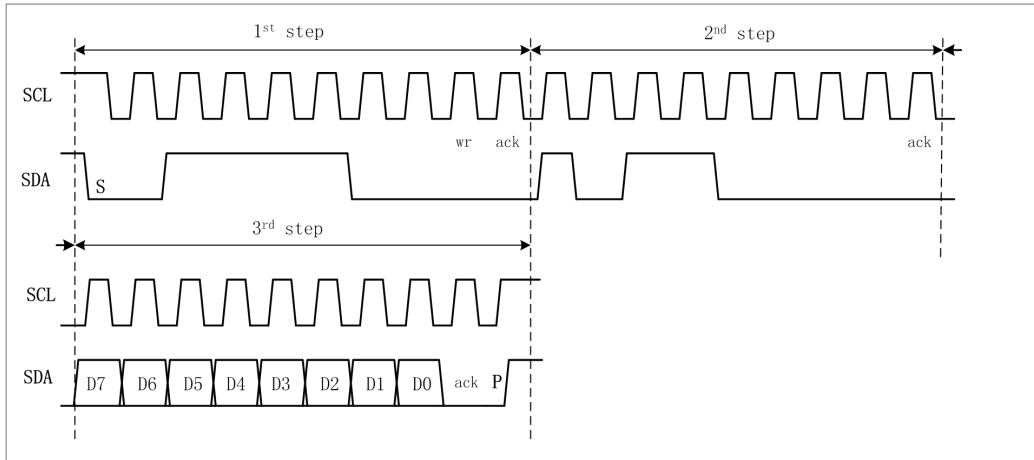 1st step
2nd step
SCL
wr ack
ack
SDA
S
3rd step
SCL
SDA
D7 D6 D5 D4 D3 D2 D1 D0 ack P